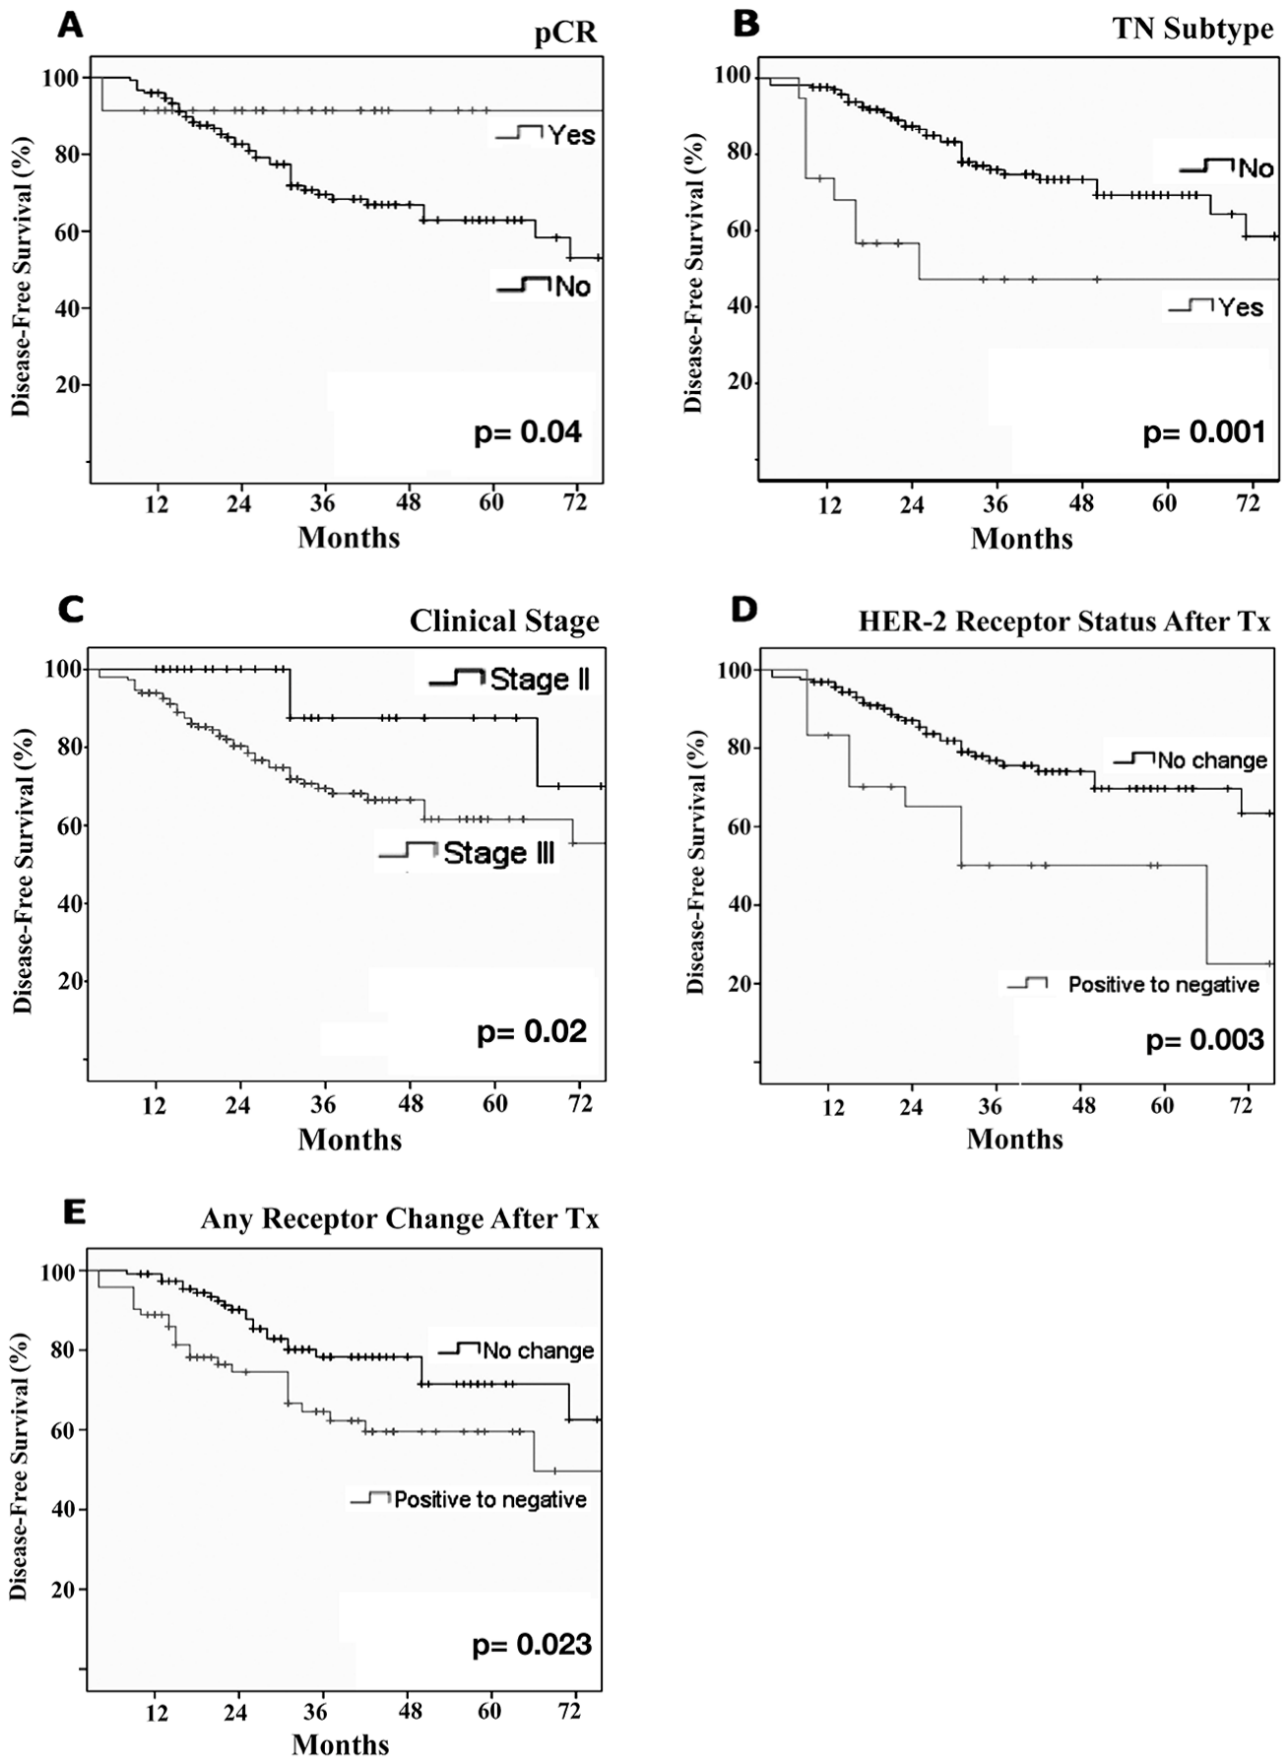 A
pCR
100
80
60
40
20
Disease-Free Survival (%)
Yes
No
p= 0.04
12 24 36 48 60 72
Months
B
TN Subtype
100
80
60
40
20
Disease-Free Survival (%)
No
Yes
p= 0.001
12 24 36 48 60 72
Months
C
Clinical Stage
100
80
60
40
20
Disease-Free Survival (%)
Stage II
Stage III
p= 0.02
12 24 36 48 60 72
Months
D
HER-2 Receptor Status After Tx
100
80
60
40
20
Disease-Free Survival (%)
No change
Positive to negative
p= 0.003
12 24 36 48 60 72
Months
E
Any Receptor Change After Tx
100
80
60
40
20
Disease-Free Survival (%)
No change
Positive to negative
p= 0.023
12 24 36 48 60 72
Months